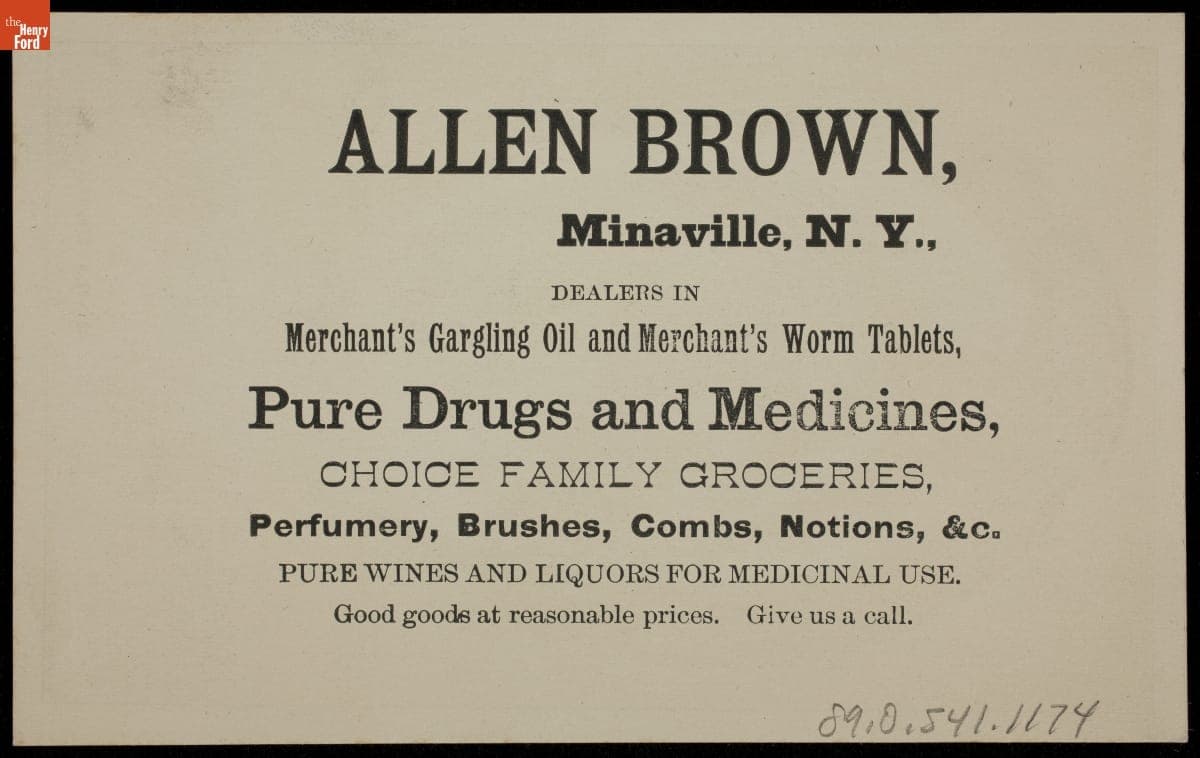 the
Henry
Ford
ALLEN BROWN,
Minaville, N. Y.,
DEALERS IN
Merchant's Gargling Oil and Merchant's Worm Tablets,
Pure Drugs and Medicines,
CHOICE FAMILY GROCERIES,
Perfumery, Brushes, Combs, Notions, &c.
PURE WINES AND LIQUORS FOR MEDICINAL USE.
Good goods at reasonable prices. Give us a call.
89.0.541.1174